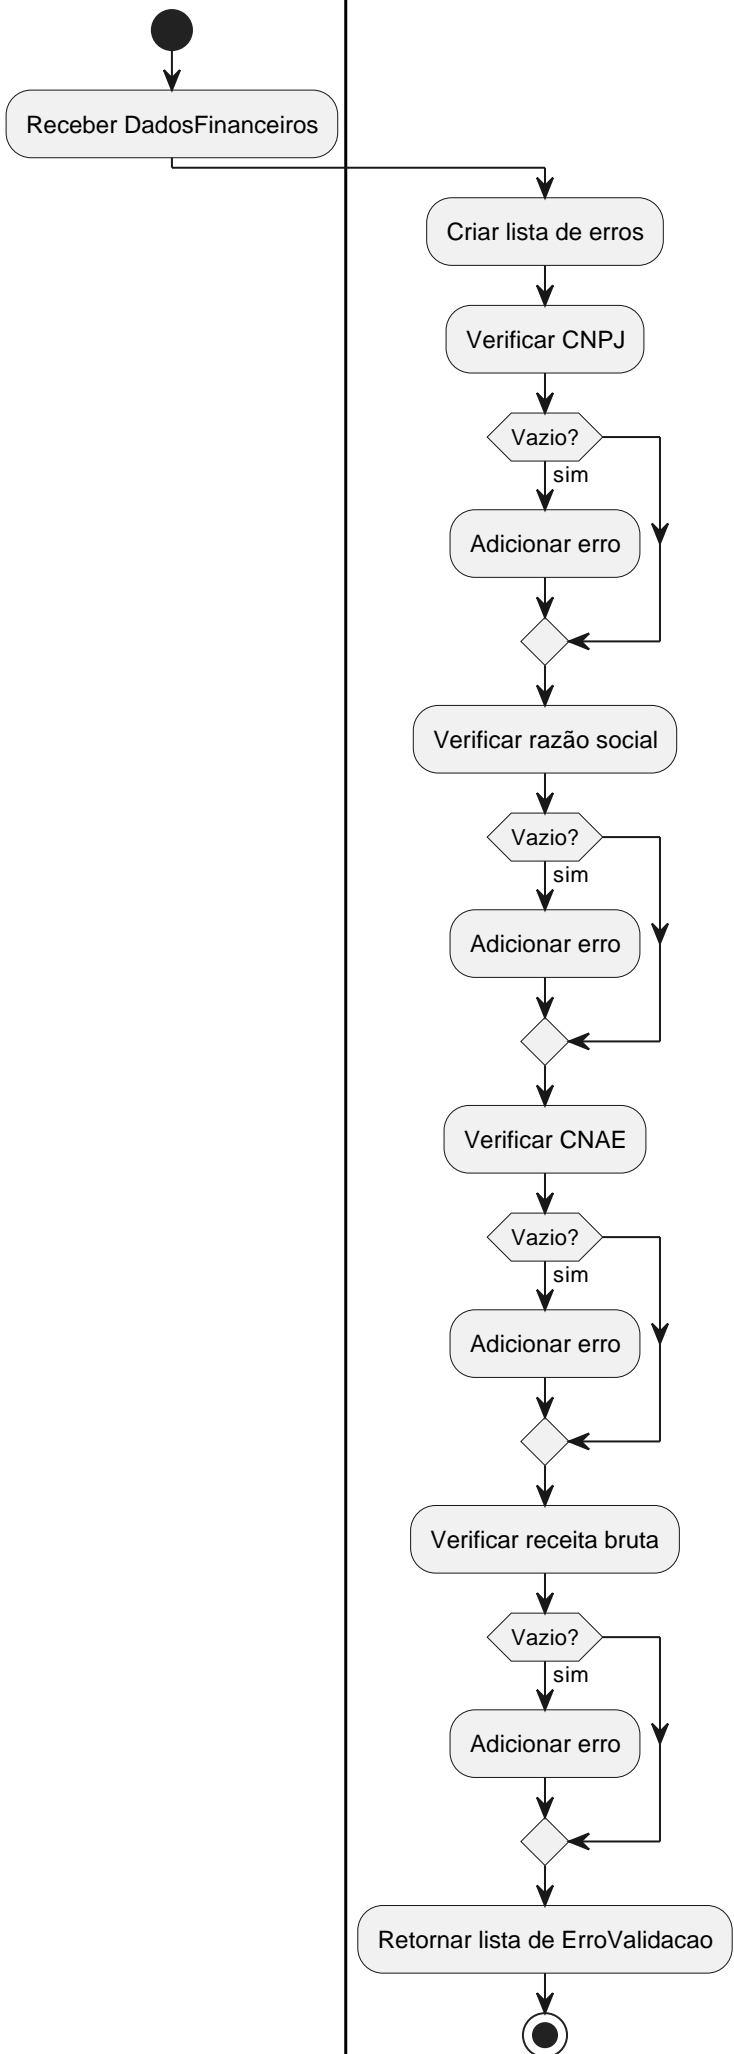 Receber DadosFinanceiros
Criar lista de erros
Verificar CNPJ
Vazio?
sim
Adicionar erro
Verificar razão social
Vazio?
sim
Adicionar erro
Verificar CNAE
Vazio?
sim
Adicionar erro
Verificar receita bruta
Vazio?
sim
Adicionar erro
Retornar lista de ErroValidacao